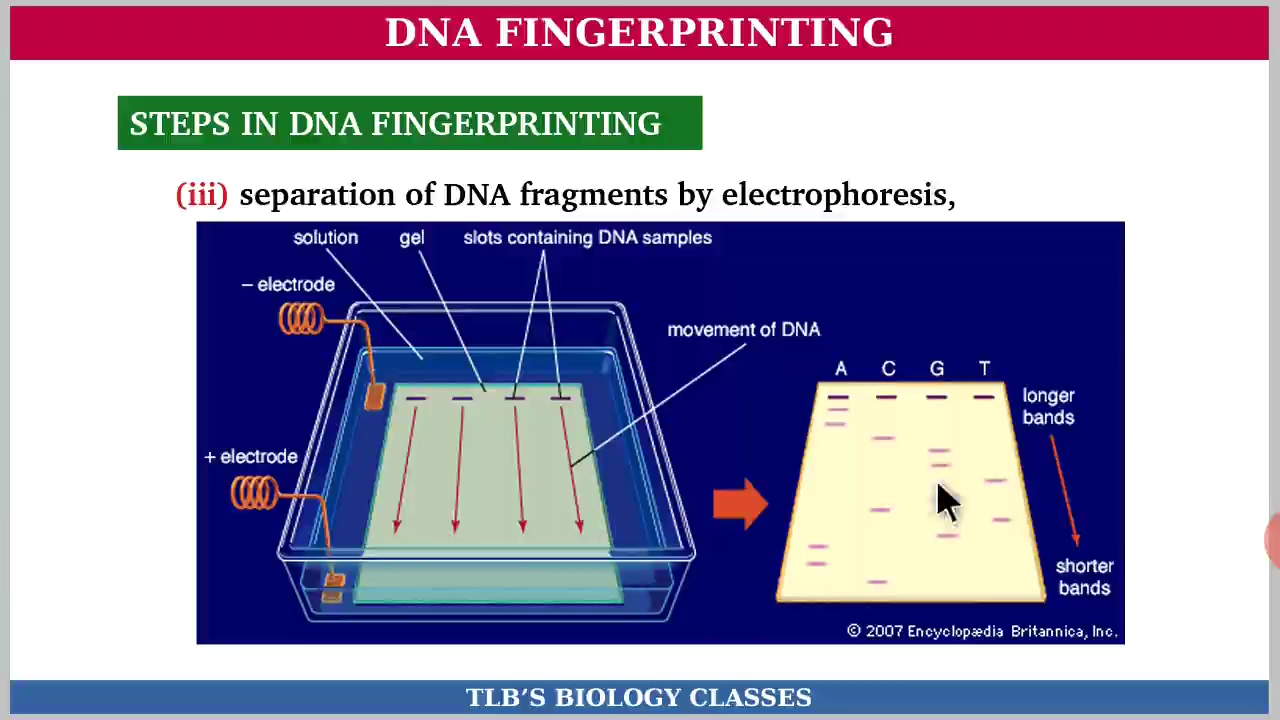 DNA FINGERPRINTING
STEPS IN DNA FINGERPRINTING
(iii) separation of DNA fragments by electrophoresis,
solution gel slots containing DNA samples
– electrode
movement of DNA
A C G T
longer
bands
+ electrode
shorter
bands
© 2007 Encyclopædia Britannica, Inc.
TLB’S BIOLOGY CLASSES